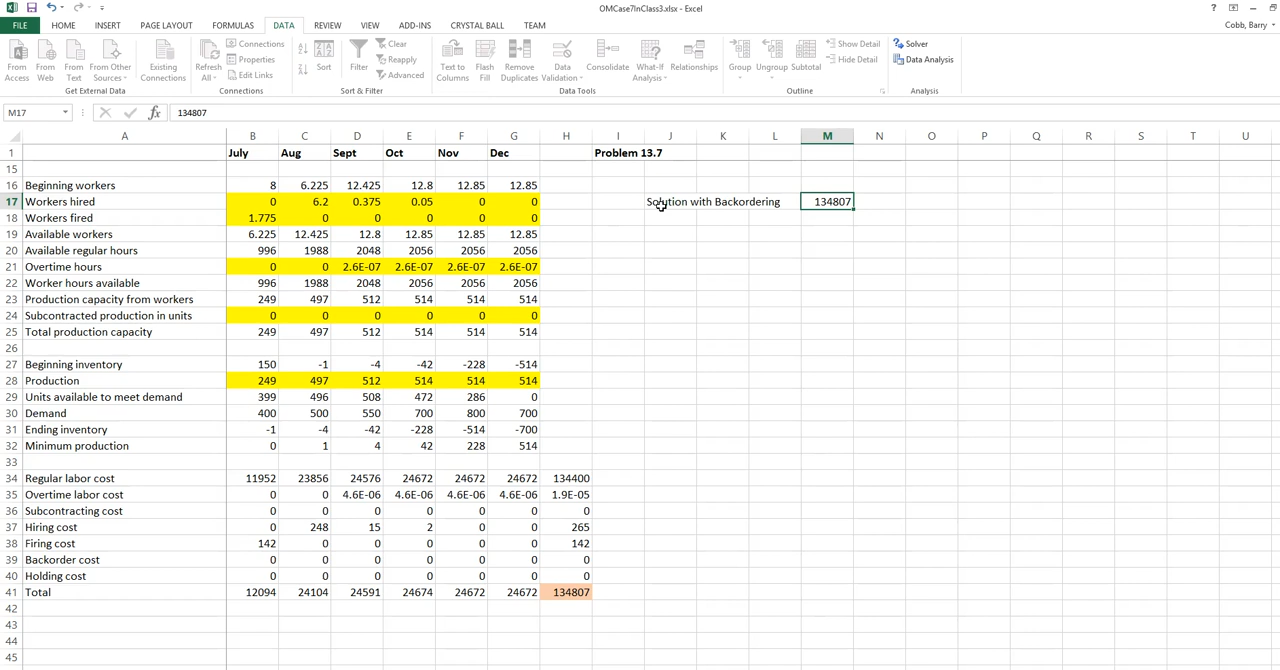 OMCase7InClass3.xlsx - Excel
FILE HOME INSERT PAGE LAYOUT FORMULAS DATA REVIEW VIEW ADD-INS CRYSTAL BALL TEAM Cobb, Barry
From Access From Web From Text From Other Sources Existing Connections Refresh All Connections Properties Edit Links Sort Filter Clear Reapply Advanced Text to Columns Flash Fill Remove Duplicates Data Validation Consolidate What-If Analysis Relationships Group Ungroup Subtotal Show Detail Hide Detail Solver Data Analysis
Get External Data Connections Sort & Filter Data Tools Outline Analysis
M17 fx 134807
A B C D E F G H I J K L M N O P Q R S T U
1 July Aug Sept Oct Nov Dec Problem 13.7
15
16 Beginning workers 8 6.225 12.425 12.8 12.85 12.85
17 Workers hired 0 6.2 0.375 0.05 0 0 Solution with Backordering 134807
18 Workers fired 1.775 0 0 0 0 0
19 Available workers 6.225 12.425 12.8 12.85 12.85 12.85
20 Available regular hours 996 1988 2048 2056 2056 2056
21 Overtime hours 0 0 2.6E-07 2.6E-07 2.6E-07 2.6E-07
22 Worker hours available 996 1988 2048 2056 2056 2056
23 Production capacity from workers 249 497 512 514 514 514
24 Subcontracted production in units 0 0 0 0 0 0
25 Total production capacity 249 497 512 514 514 514
26
27 Beginning inventory 150 -1 -4 -42 -228 -514
28 Production 249 497 512 514 514 514
29 Units available to meet demand 399 496 508 472 286 0
30 Demand 400 500 550 700 800 700
31 Ending inventory -1 -4 -42 -228 -514 -700
32 Minimum production 0 1 4 42 228 514
33
34 Regular labor cost 11952 23856 24576 24672 24672 24672 134400
35 Overtime labor cost 0 0 4.6E-06 4.6E-06 4.6E-06 4.6E-06 1.9E-05
36 Subcontracting cost 0 0 0 0 0 0 0
37 Hiring cost 0 248 15 2 0 0 265
38 Firing cost 142 0 0 0 0 0 142
39 Backorder cost 0 0 0 0 0 0 0
40 Holding cost 0 0 0 0 0 0 0
41 Total 12094 24104 24591 24674 24672 24672 134807
42
43
44
45